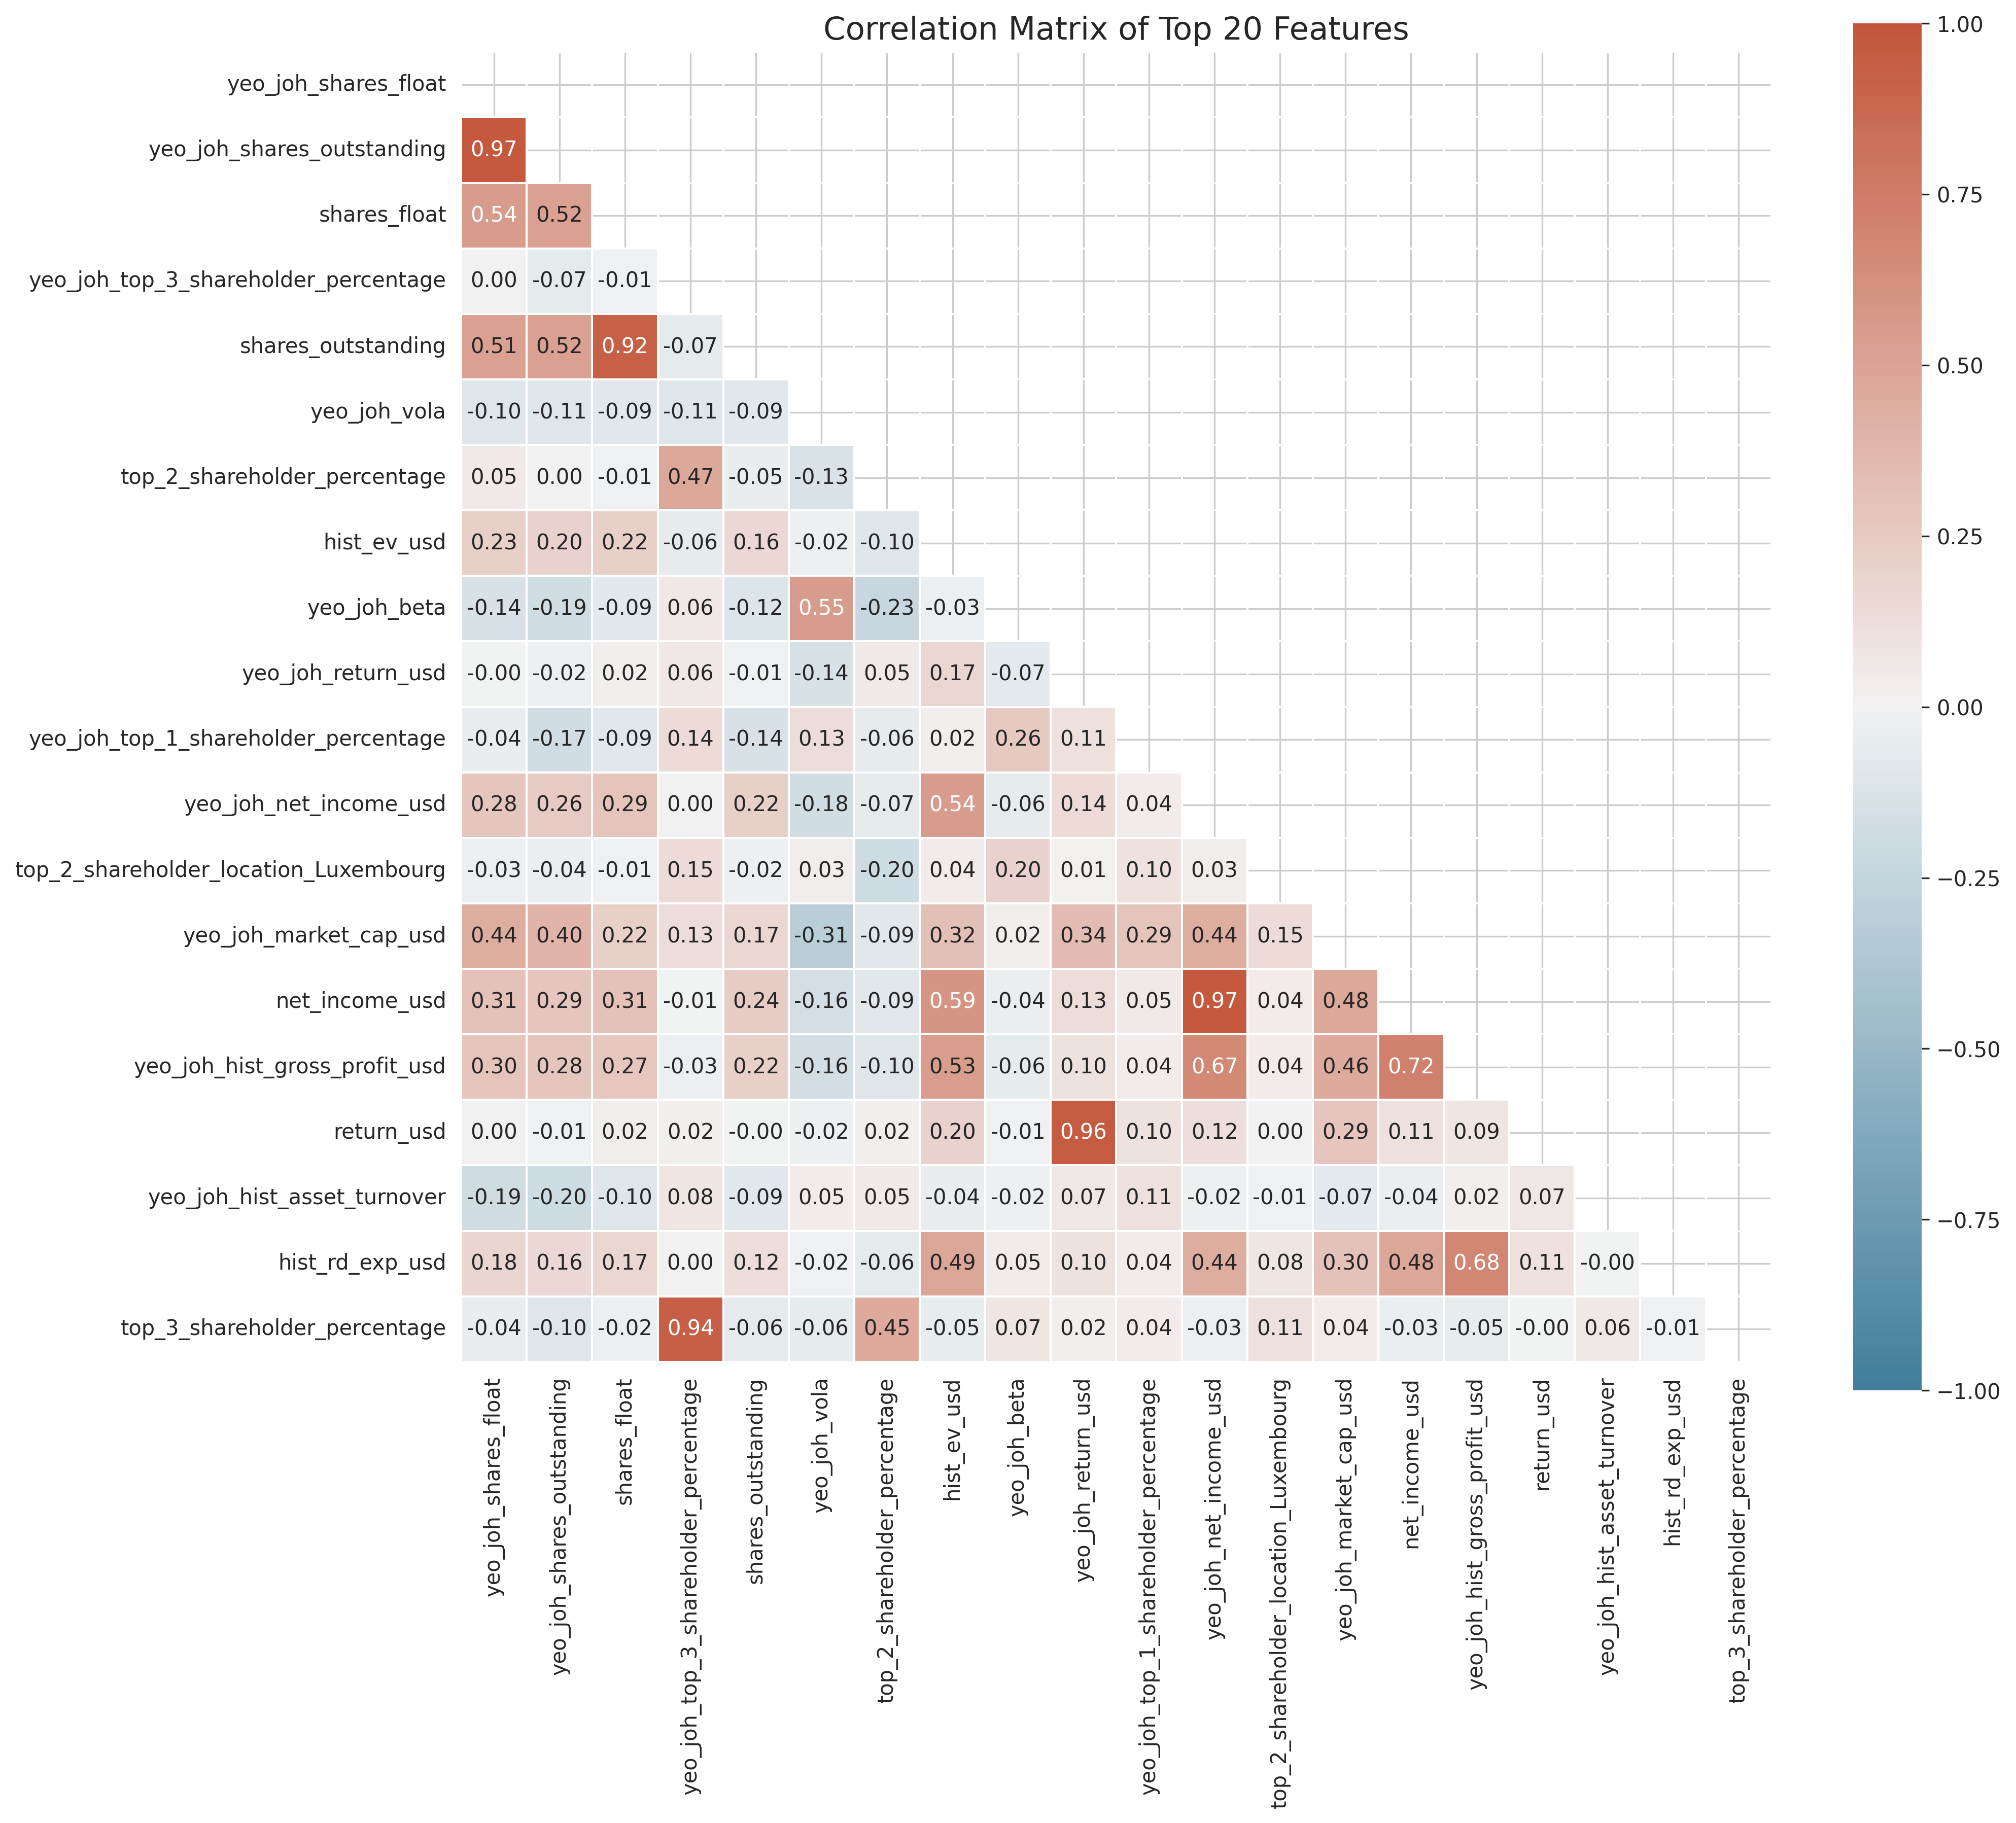 Correlation Matrix of Top 20 Features
yeo_joh_shares_float
yeo_joh_shares_outstanding 0.97
shares_float 0.54 0.52
yeo_joh_top_3_shareholder_percentage 0.00 -0.07 -0.01
shares_outstanding 0.51 0.52 0.92 -0.07
yeo_joh_vola -0.10 -0.11 -0.09 -0.11 -0.09
top_2_shareholder_percentage 0.05 0.00 -0.01 0.47 -0.05 -0.13
hist_ev_usd 0.23 0.20 0.22 -0.06 0.16 -0.02 -0.10
yeo_joh_beta -0.14 -0.19 -0.09 0.06 -0.12 0.55 -0.23 -0.03
yeo_joh_return_usd -0.00 -0.02 0.02 0.06 -0.01 -0.14 0.05 0.17 -0.07
yeo_joh_top_1_shareholder_percentage -0.04 -0.17 -0.09 0.14 -0.14 0.13 -0.06 0.02 0.26 0.11
yeo_joh_net_income_usd 0.28 0.26 0.29 0.00 0.22 -0.18 -0.07 0.54 -0.06 0.14 0.04
top_2_shareholder_location_Luxembourg -0.03 -0.04 -0.01 0.15 -0.02 0.03 -0.20 0.04 0.20 0.01 0.10 0.03
yeo_joh_market_cap_usd 0.44 0.40 0.22 0.13 0.17 -0.31 -0.09 0.32 0.02 0.34 0.29 0.44 0.15
net_income_usd 0.31 0.29 0.31 -0.01 0.24 -0.16 -0.09 0.59 -0.04 0.13 0.05 0.97 0.04 0.48
yeo_joh_hist_gross_profit_usd 0.30 0.28 0.27 -0.03 0.22 -0.16 -0.10 0.53 -0.06 0.10 0.04 0.67 0.04 0.46 0.72
return_usd 0.00 -0.01 0.02 0.02 -0.00 -0.02 0.02 0.20 -0.01 0.96 0.10 0.12 0.00 0.29 0.11 0.09
yeo_joh_hist_asset_turnover -0.19 -0.20 -0.10 0.08 -0.09 0.05 0.05 -0.04 -0.02 0.07 0.11 -0.02 -0.01 -0.07 -0.04 0.02 0.07
hist_rd_exp_usd 0.18 0.16 0.17 0.00 0.12 -0.02 -0.06 0.49 0.05 0.10 0.04 0.44 0.08 0.30 0.48 0.68 0.11 -0.00
top_3_shareholder_percentage -0.04 -0.10 -0.02 0.94 -0.06 -0.06 0.45 -0.05 0.07 0.02 0.04 -0.03 0.11 0.04 -0.03 -0.05 -0.00 0.06 -0.01
yeo_joh_shares_float
yeo_joh_shares_outstanding
shares_float
yeo_joh_top_3_shareholder_percentage
shares_outstanding
yeo_joh_vola
top_2_shareholder_percentage
hist_ev_usd
yeo_joh_beta
yeo_joh_return_usd
yeo_joh_top_1_shareholder_percentage
yeo_joh_net_income_usd
top_2_shareholder_location_Luxembourg
yeo_joh_market_cap_usd
net_income_usd
yeo_joh_hist_gross_profit_usd
return_usd
yeo_joh_hist_asset_turnover
hist_rd_exp_usd
top_3_shareholder_percentage
1.00
0.75
0.50
0.25
0.00
−0.25
−0.50
−0.75
−1.00